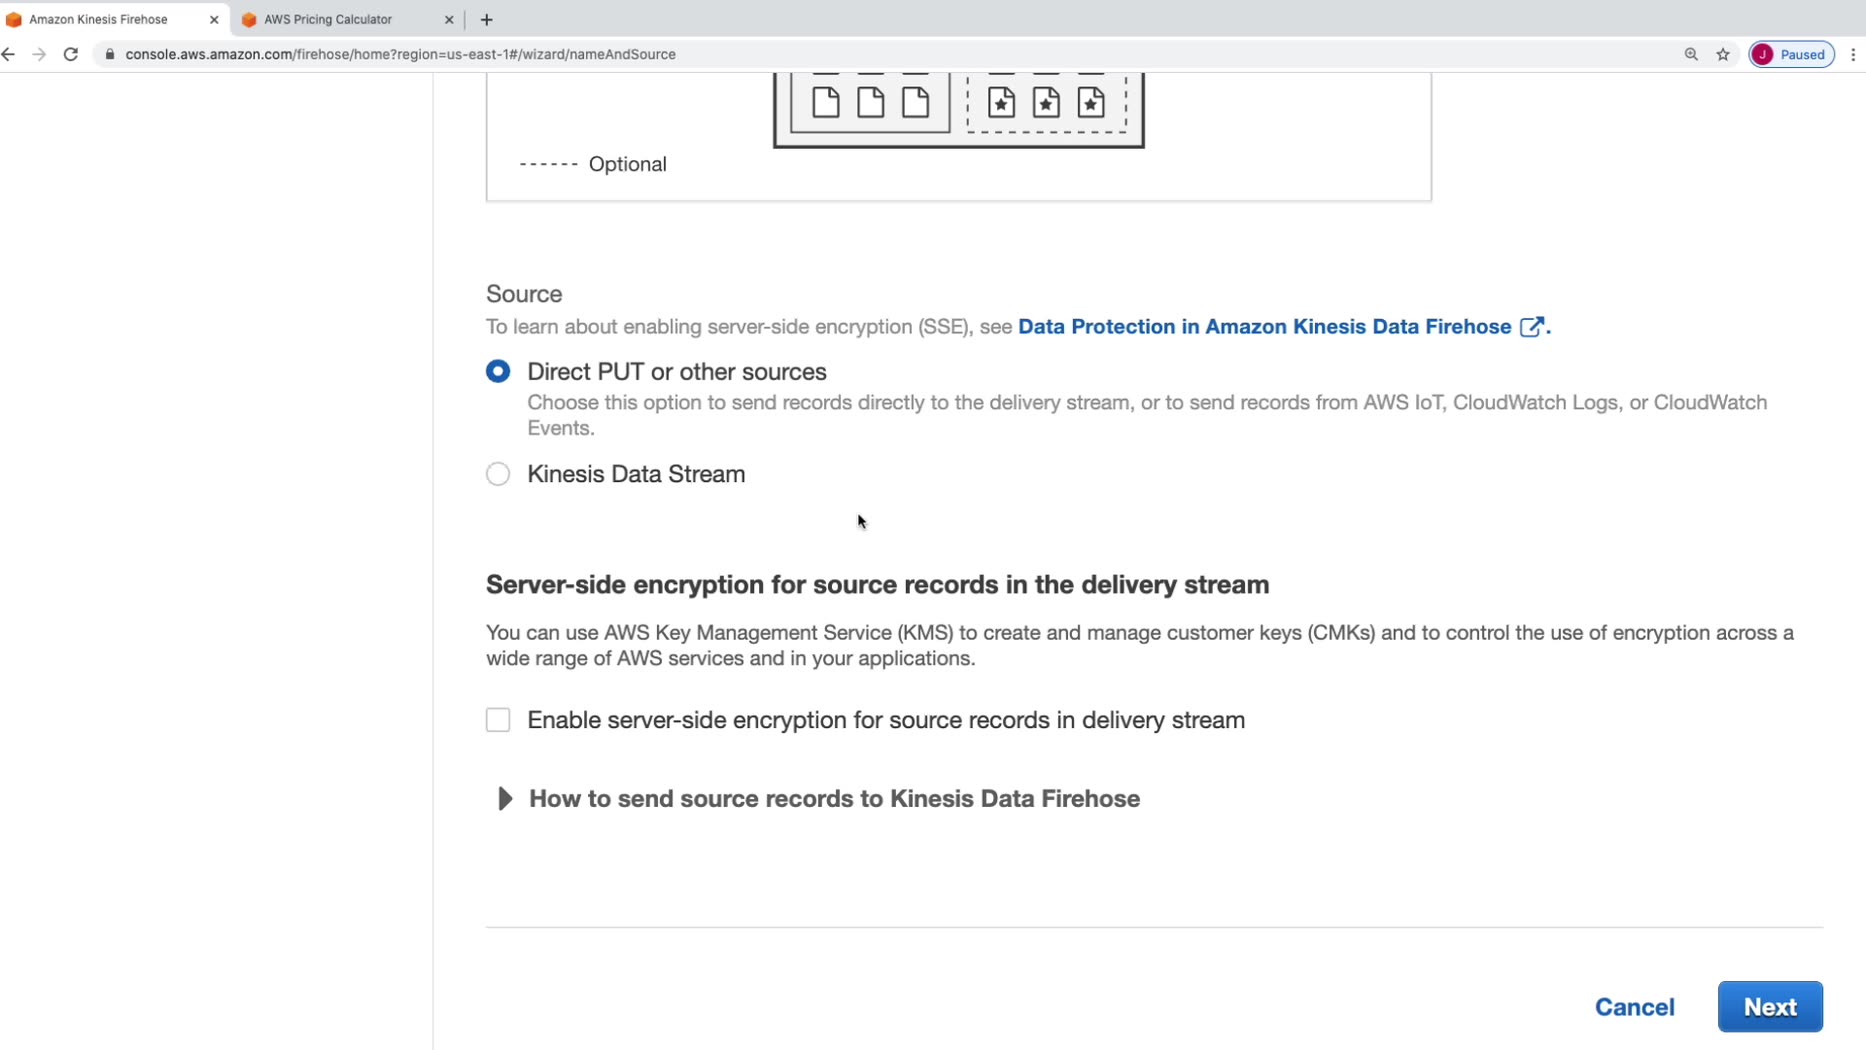 Amazon Kinesis Firehose
AWS Pricing Calculator
console.aws.amazon.com/firehose/home?region=us-east-1#/wizard/nameAndSource
J Paused
Optional
Source
To learn about enabling server-side encryption (SSE), see Data Protection in Amazon Kinesis Data Firehose .
Direct PUT or other sources
Choose this option to send records directly to the delivery stream, or to send records from AWS IoT, CloudWatch Logs, or CloudWatch
Events.
Kinesis Data Stream
Server-side encryption for source records in the delivery stream
You can use AWS Key Management Service (KMS) to create and manage customer keys (CMKs) and to control the use of encryption across a
wide range of AWS services and in your applications.
Enable server-side encryption for source records in delivery stream
How to send source records to Kinesis Data Firehose
Cancel
Next